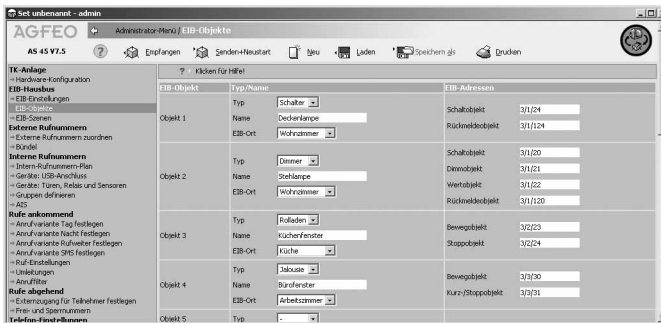 Set unbenannt - admin
AGFEO
Administrator-Menü / EIB-Objekte
AS 45 V7.5
?
Empfangen
Senden+Neustart
Neu
Laden
Speichern als
Drucken
TK-Anlage
Hardware-Konfiguration
EIB-Hausbus
EIB-Einstellungen
EIB-Objekte
EIB-Szenen
Externe Rufnummern
Externe Rufnummern zuordnen
Bündel
Interne Rufnummern
Intern-Rufnummern-Plan
Geräte: USB-Anschluss
Geräte: Türen, Relais und Sensoren
Gruppen definieren
AIS
Rufe ankommend
Anrufvariante Tag festlegen
Anrufvariante Nacht festlegen
Anrufvariante Rufweiter festlegen
Anrufvariante SMS festlegen
Ruf-Einstellungen
Umleitungen
Anruffilter
Rufe abgehend
Externzugang für Teilnehmer festlegen
Frei- und Sperrnummern
Telefon-Einstellungen
? Klicken für Hilfe!
EIB-Objekt Typ/Name EIB-Adressen
Objekt 1
Typ Schalter
Name Deckenlampe
EIB-Ort Wohnzimmer
Schaltobjekt 3/1/24
Rückmeldeobjekt 3/1/124
Objekt 2
Typ Dimmer
Name Stehlampe
EIB-Ort Wohnzimmer
Schaltobjekt 3/1/20
Dimmobjekt 3/1/21
Wertobjekt 3/1/22
Rückmeldeobjekt 3/1/120
Objekt 3
Typ Rolladen
Name Küchenfenster
EIB-Ort Küche
Bewegobjekt 3/2/23
Stoppobjekt 3/2/24
Objekt 4
Typ Jalousie
Name Bürofenster
EIB-Ort Arbeitszimmer
Bewegobjekt 3/3/30
Kurz-/Stoppobjekt 3/3/31
Objekt 5
Typ -